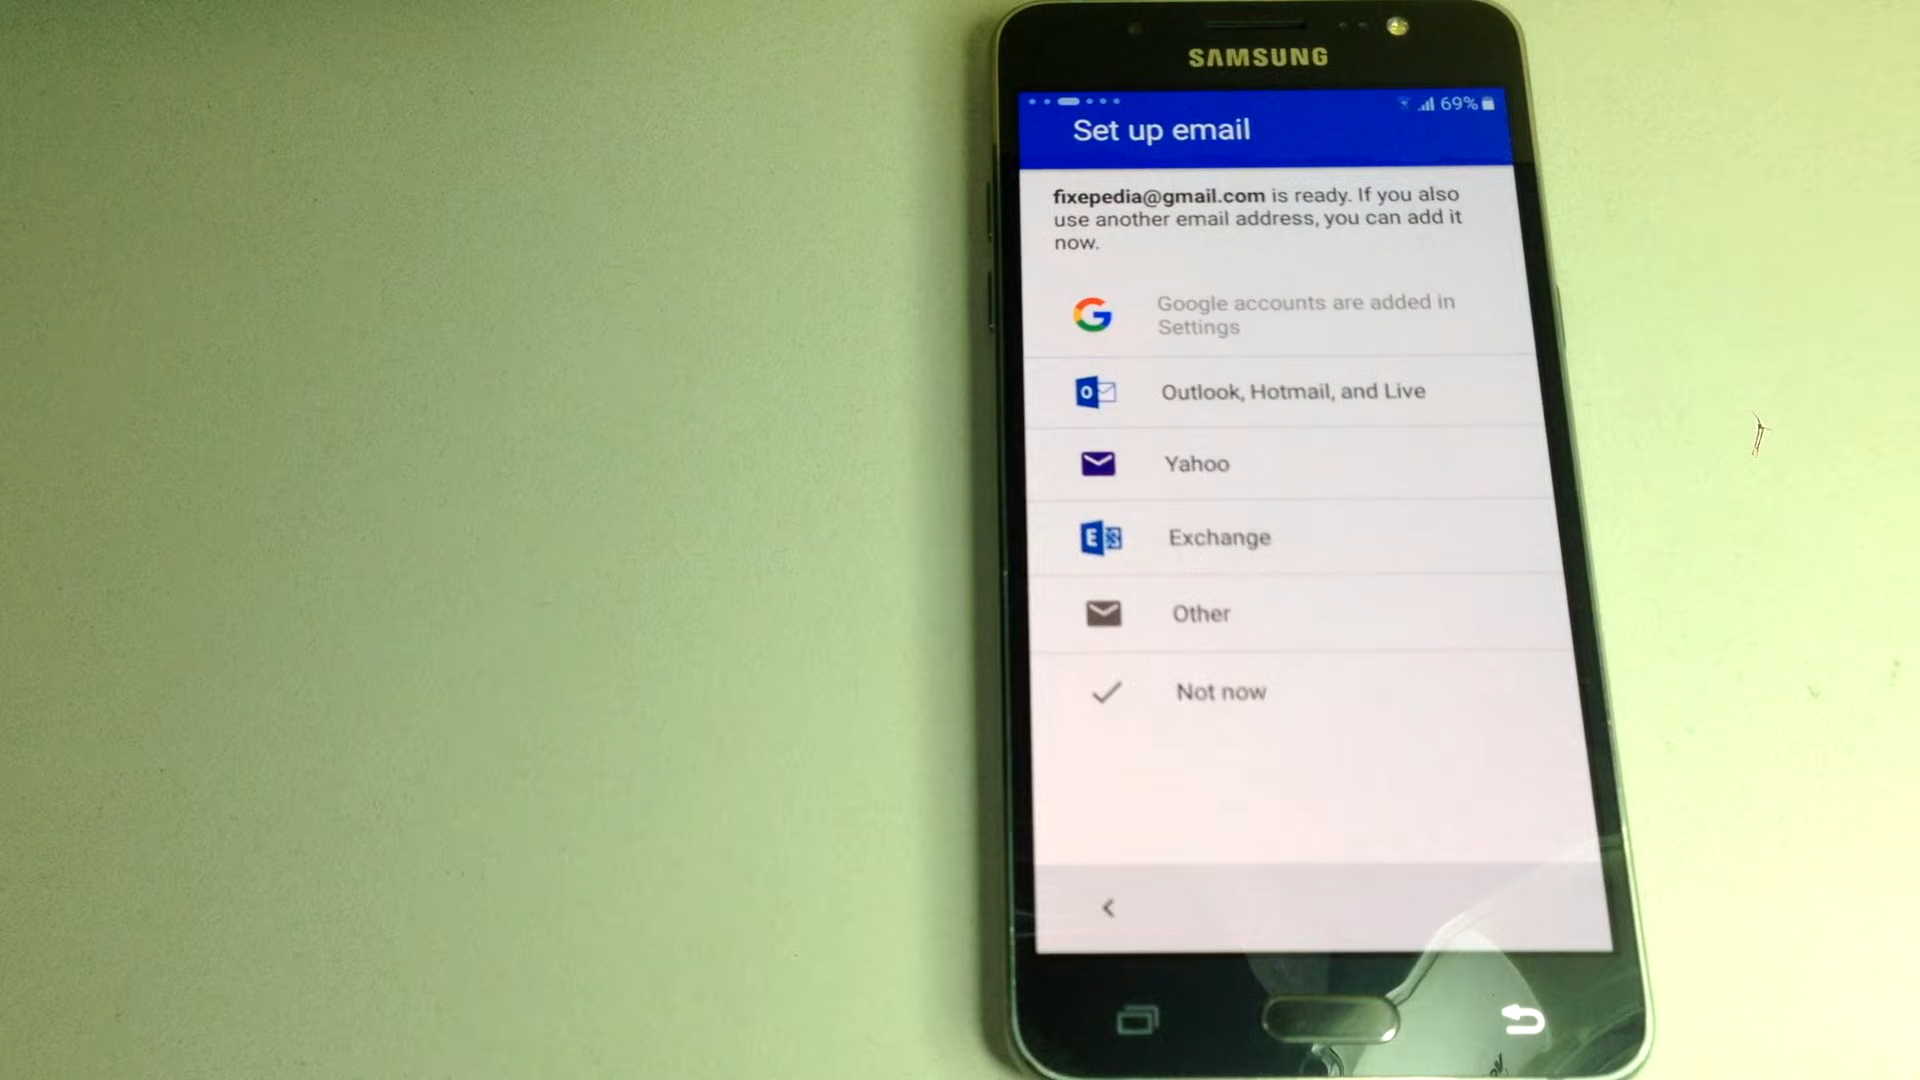 SAMSUNG
69%
Set up email
fixepedia@gmail.com is ready. If you also
use another email address, you can add it
now.
Google accounts are added in
Settings
Outlook, Hotmail, and Live
Yahoo
Exchange
Other
Not now